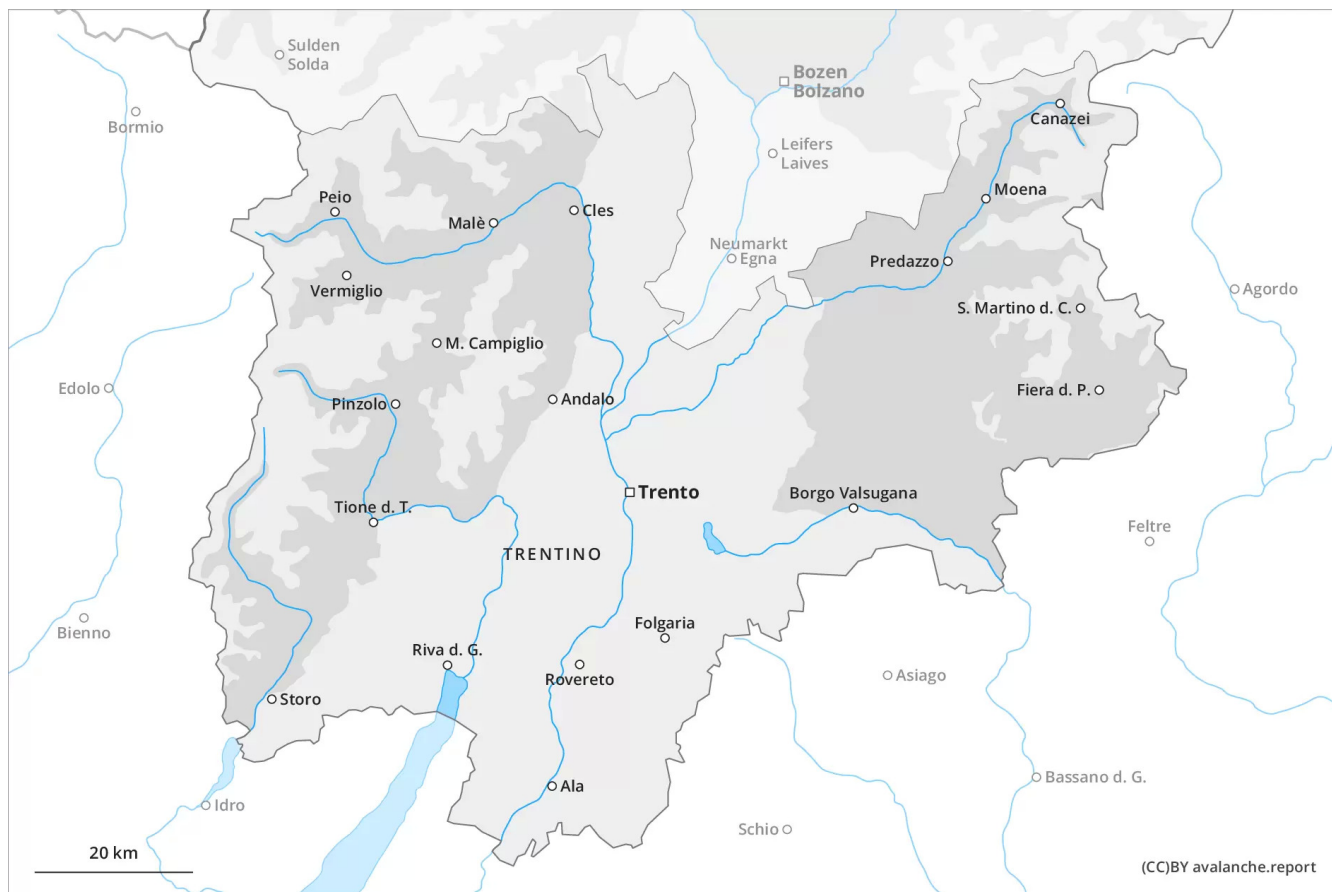 Sulden
Solda
Bozen
Bolzano
Bormio
Canazei
Leifers
Laives
Peio
Moena
Malè
Cles
Neumarkt
Egna
Predazzo
Vermiglio
Agordo
S. Martino d. C.
M. Campiglio
Edolo
Fiera d. P.
Pinzolo
Andalo
Trento
Borgo Valsugana
Tione d. T.
Feltre
TRENTINO
Bienno
Folgaria
Riva d. G.
Rovereto
Asiago
Storo
Bassano d. G.
Ala
Idro
Schio
20 km
(CC)BY avalanche.report